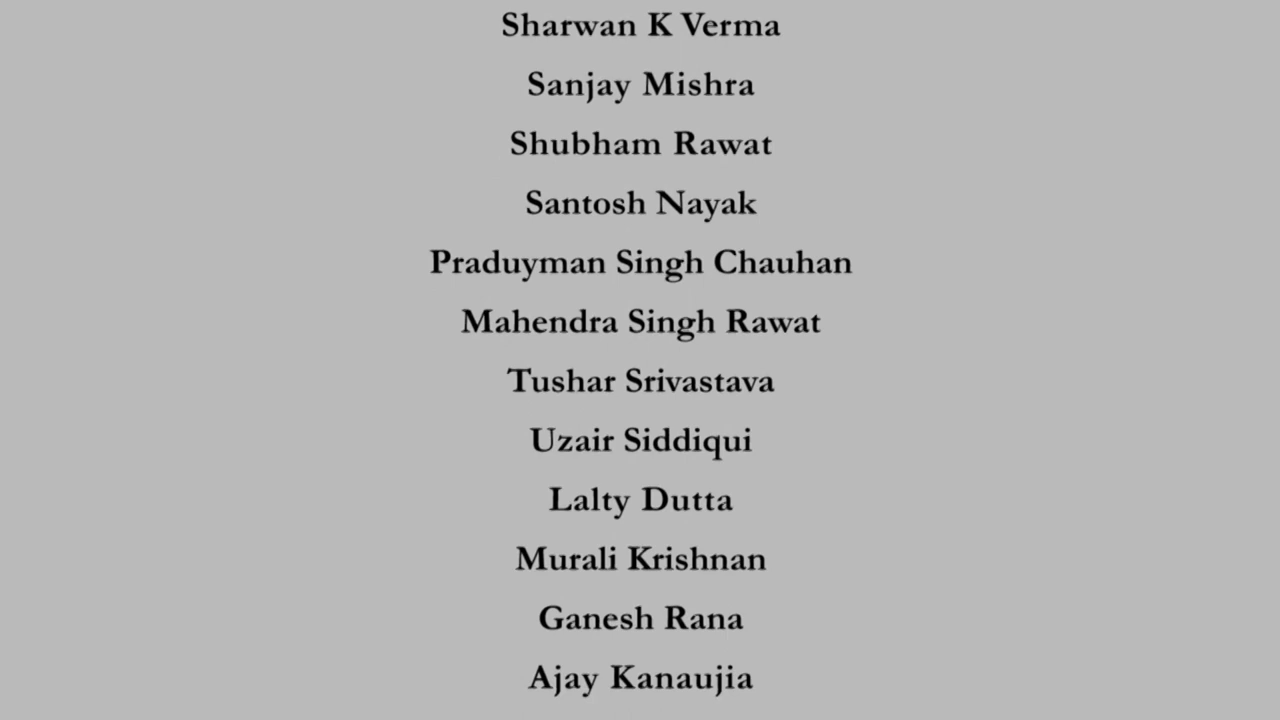 Sharwan K Verma
Sanjay Mishra
Shubham Rawat
Santosh Nayak
Praduyman Singh Chauhan
Mahendra Singh Rawat
Tushar Srivastava
Uzair Siddiqui
Lalty Dutta
Murali Krishnan
Ganesh Rana
Ajay Kanaujia